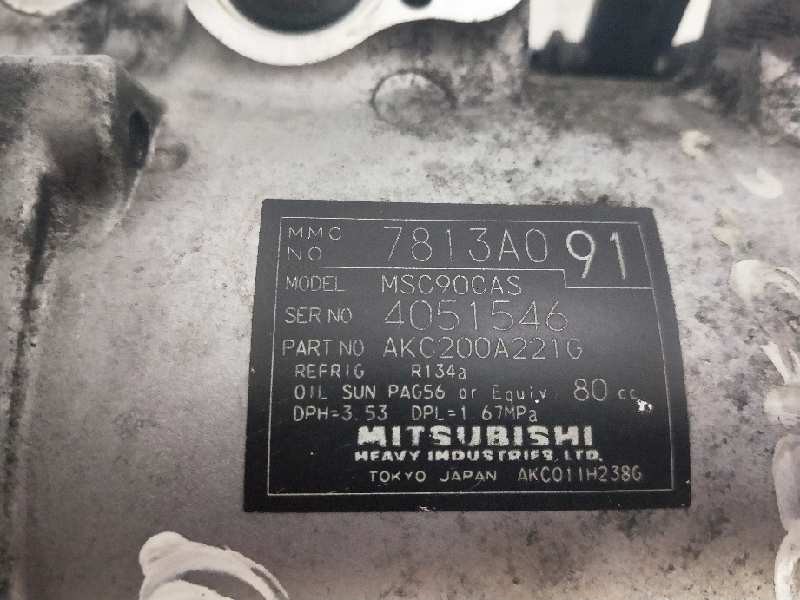 MMC NO 7813A091
MODEL MSC90CAS
SER NO 4051546
PART NO AKC200A221G
REFRIG R134a
OIL SUN PAG56 or Equiv. 80 cc
DPH=3.53 DPL=1.67MPa
MITSUBISHI
HEAVY INDUSTRIES, LTD.
TOKYO JAPAN AKC011H238G